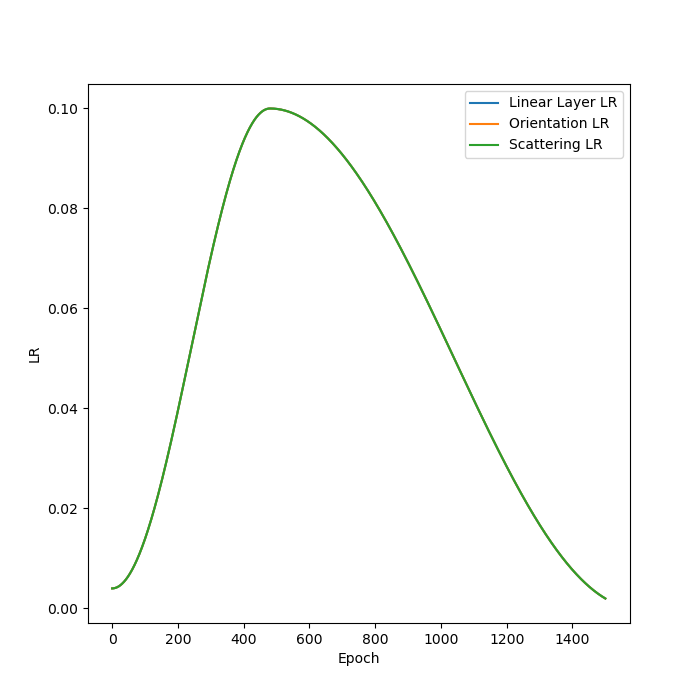 Linear Layer LR
Orientation LR
Scattering LR
0.10
0.08
0.06
0.04
0.02
0.00
LR
0 200 400 600 800 1000 1200 1400
Epoch